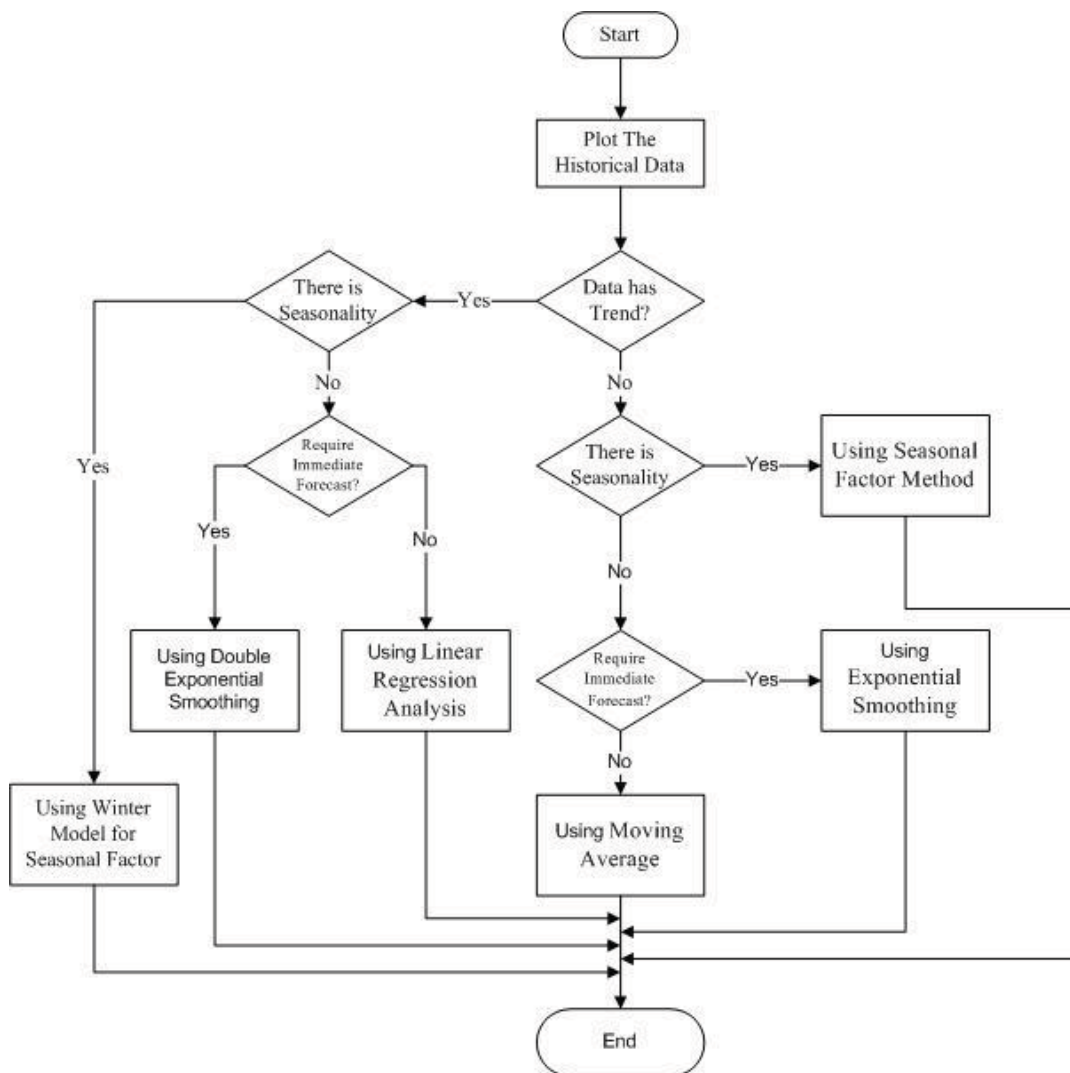 Start
Plot The
Historical Data
Data has
Trend?
Yes
There is
Seasonality
No
No
Yes
Require
Immediate
Forecast?
There is
Seasonality
Yes
Using Seasonal
Factor Method
Yes
No
No
Using Double
Exponential
Smoothing
Using Linear
Regression
Analysis
Require
Immediate
Forecast?
Yes
Using
Exponential
Smoothing
No
Using Winter
Model for
Seasonal Factor
Using Moving
Average
End